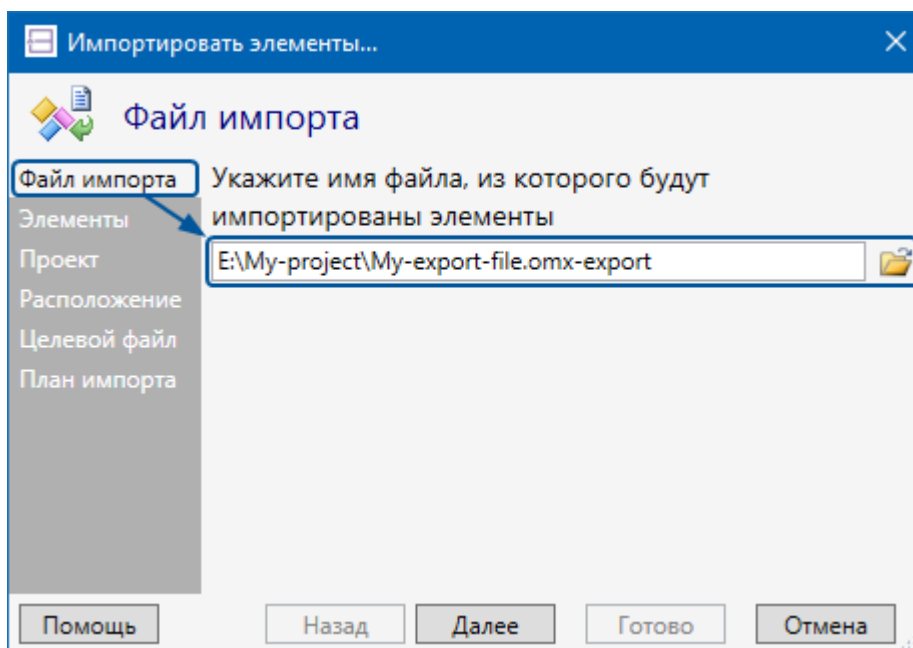 Импортировать элементы...
Файл импорта
Файл импорта
Элементы
Проект
Расположение
Целевой файл
План импорта
Укажите имя файла, из которого будут
импортированы элементы
E:\My-project\My-export-file.omx-export
Помощь
Назад
Далее
Готово
Отмена